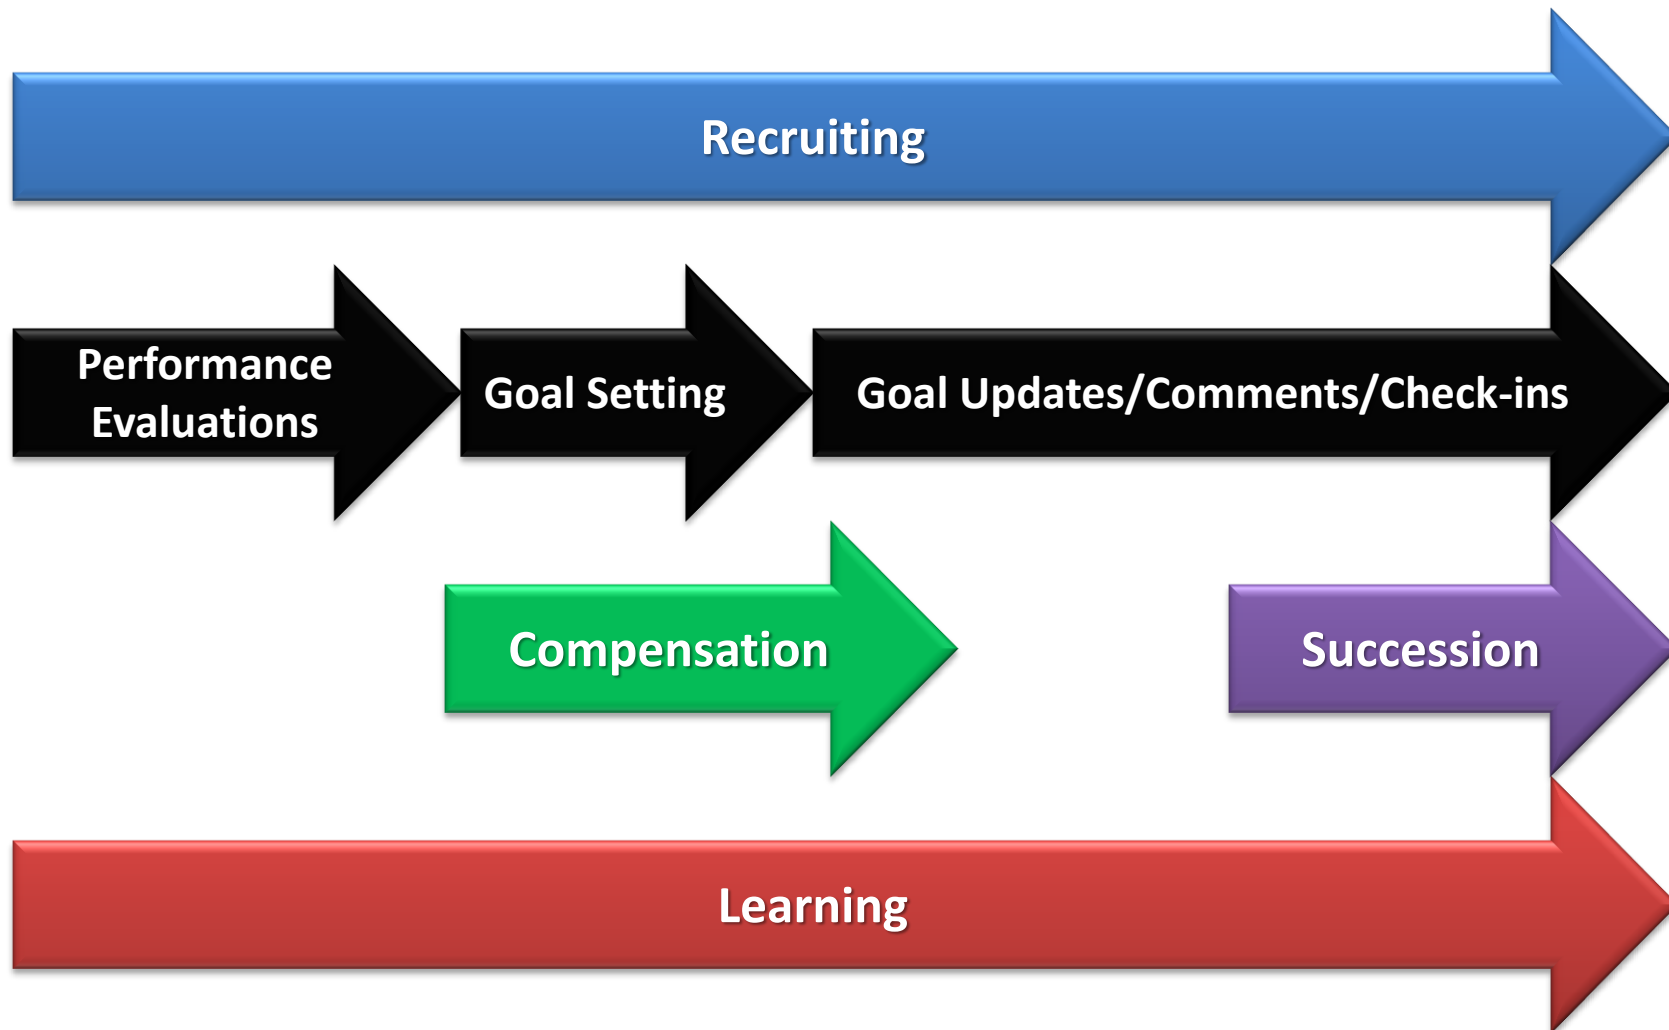 Recruiting
Performance
Evaluations
Goal Setting
Goal Updates/Comments/Check-ins
Compensation
Succession
Learning